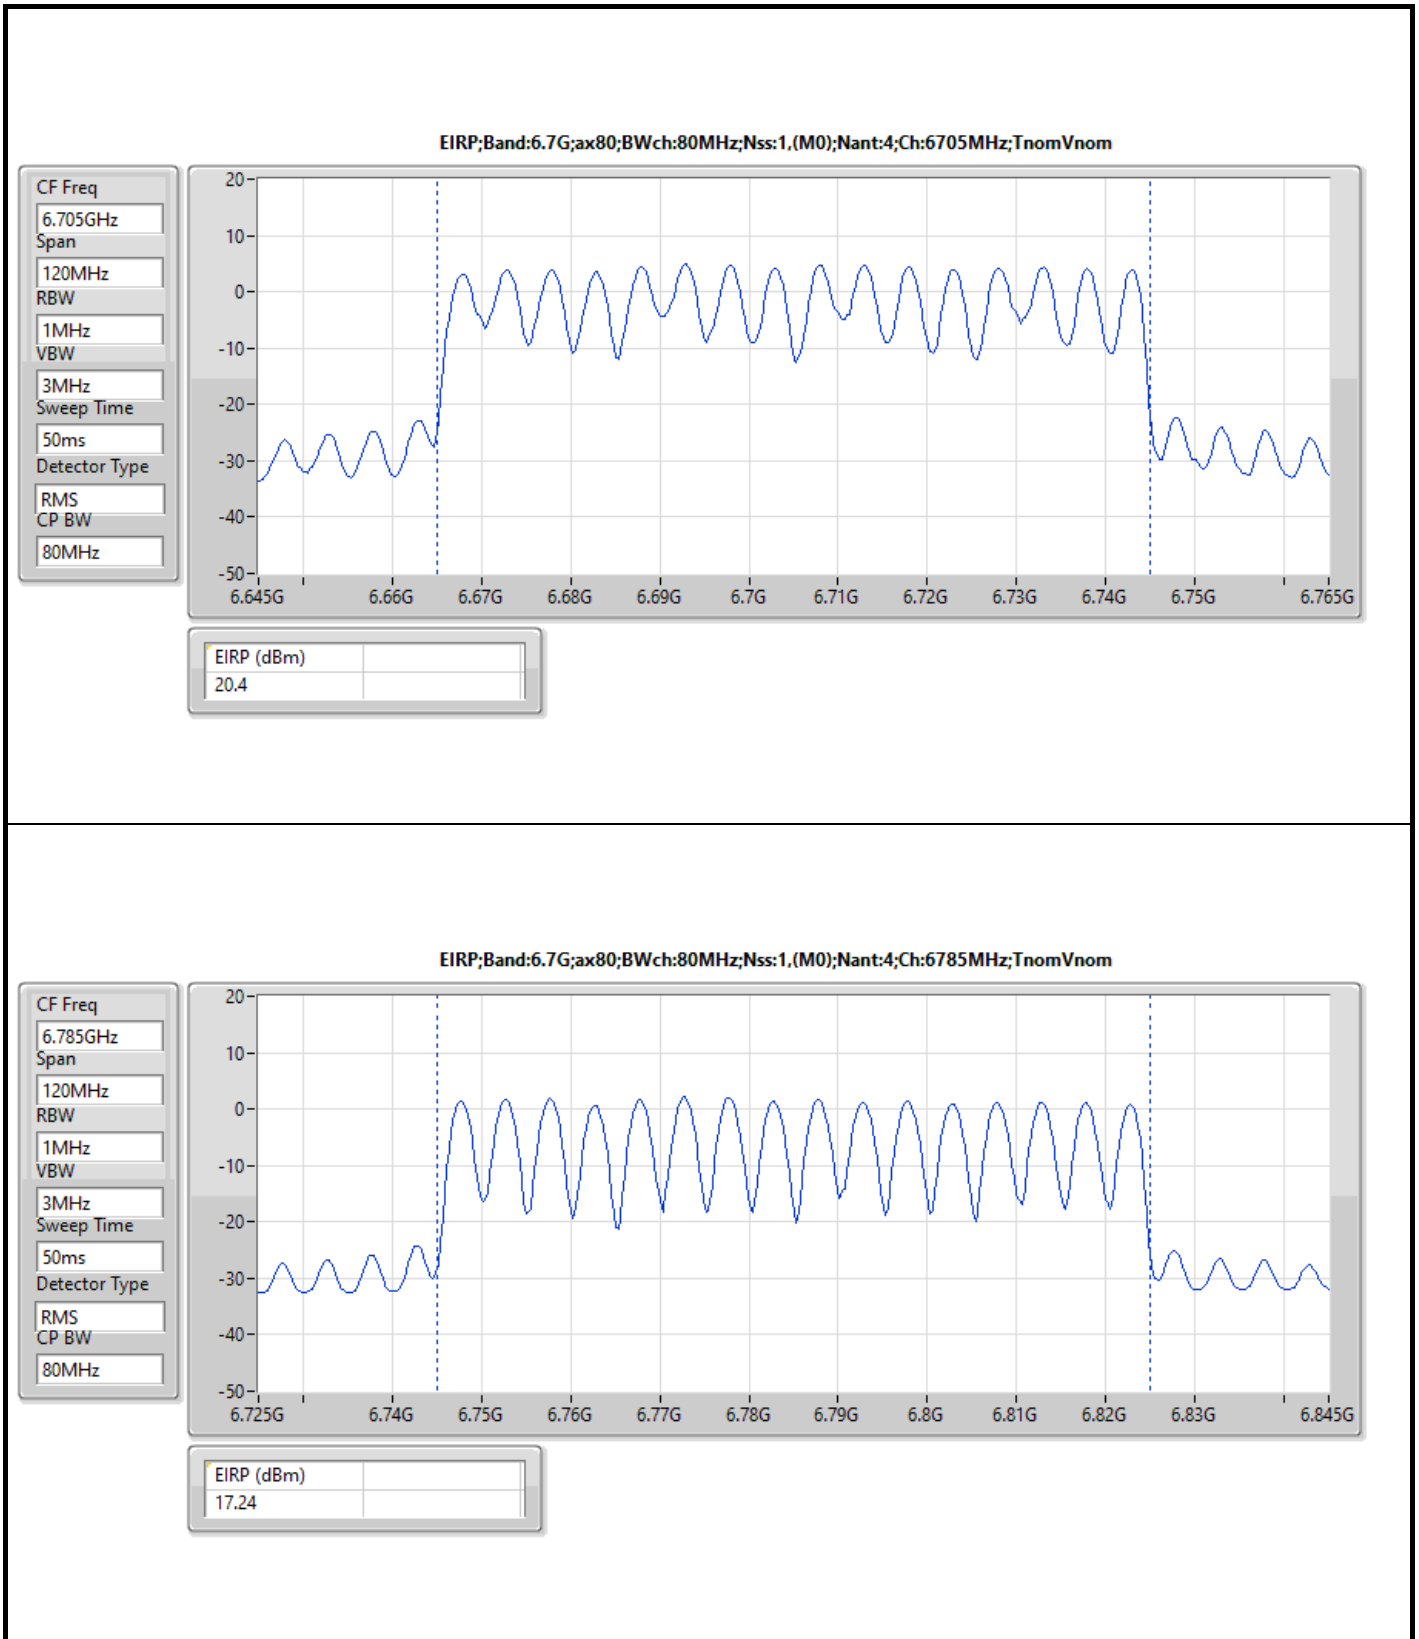 EIRP;Band:6.7G;ax80;BWch:80MHz;Nss:1,(M0);Nant:4;Ch:6705MHz;TnomVnom
CF Freq
6.705GHz
Span
120MHz
RBW
1MHz
VBW
3MHz
Sweep Time
50ms
Detector Type
RMS
CP BW
80MHz
20
10
0
-10
-20
-30
-40
-50
6.645G 6.66G 6.67G 6.68G 6.69G 6.7G 6.71G 6.72G 6.73G 6.74G 6.75G 6.765G
EIRP (dBm)
20.4
EIRP;Band:6.7G;ax80;BWch:80MHz;Nss:1,(M0);Nant:4;Ch:6785MHz;TnomVnom
CF Freq
6.785GHz
Span
120MHz
RBW
1MHz
VBW
3MHz
Sweep Time
50ms
Detector Type
RMS
CP BW
80MHz
20
10
0
-10
-20
-30
-40
-50
6.725G 6.74G 6.75G 6.76G 6.77G 6.78G 6.79G 6.8G 6.81G 6.82G 6.83G 6.845G
EIRP (dBm)
17.24